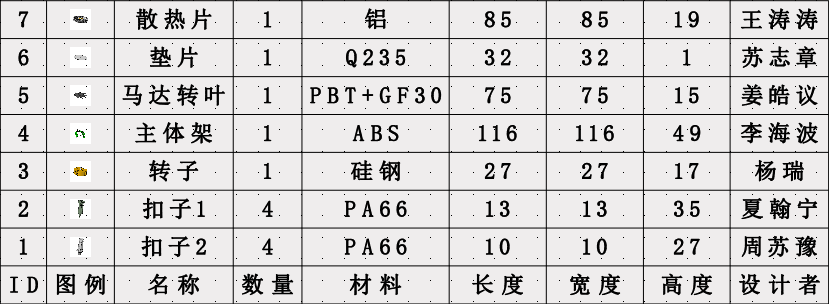 7 散热片 1 铝 85 85 19 王涛涛
6 垫片 1 Q235 32 32 1 苏志章
5 马达转叶 1 PBT+GF30 75 75 15 姜皓议
4 主体架 1 ABS 116 116 49 李海波
3 转子 1 硅钢 27 27 17 杨瑞
2 扣子1 4 PA66 13 13 35 夏翰宁
1 扣子2 4 PA66 10 10 27 周苏豫
ID 图例 名称 数量 材料 长度 宽度 高度 设计者